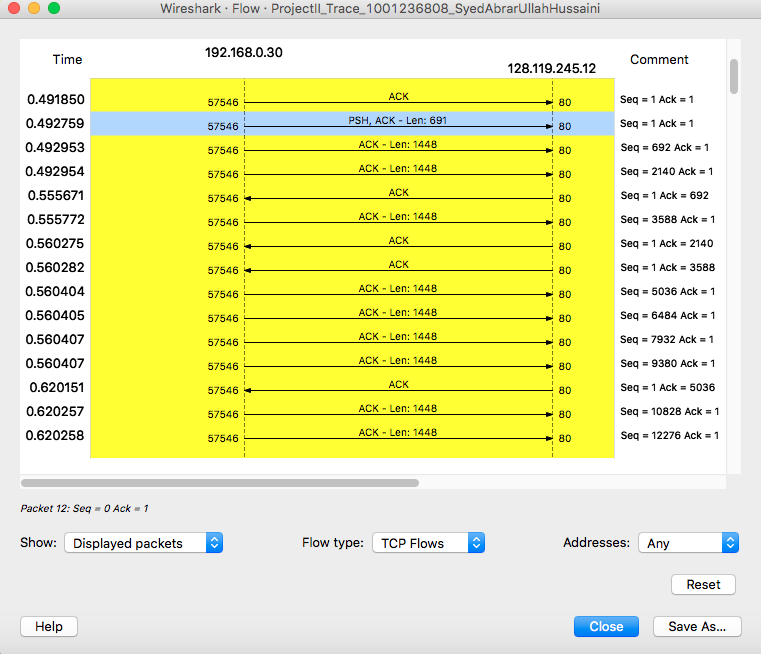 Wireshark · Flow · ProjectII_Trace_1001236808_SyedAbrarUllahHussaini
Time 192.168.0.30 128.119.245.12 Comment
0.491850 57546 ACK 80 Seq = 1 Ack = 1
0.492759 57546 PSH, ACK - Len: 691 80 Seq = 1 Ack = 1
0.492953 57546 ACK - Len: 1448 80 Seq = 692 Ack = 1
0.492954 57546 ACK - Len: 1448 80 Seq = 2140 Ack = 1
0.555671 57546 ACK 80 Seq = 1 Ack = 692
0.555772 57546 ACK - Len: 1448 80 Seq = 3588 Ack = 1
0.560275 57546 ACK 80 Seq = 1 Ack = 2140
0.560282 57546 ACK 80 Seq = 1 Ack = 3588
0.560404 57546 ACK - Len: 1448 80 Seq = 5036 Ack = 1
0.560405 57546 ACK - Len: 1448 80 Seq = 6484 Ack = 1
0.560407 57546 ACK - Len: 1448 80 Seq = 7932 Ack = 1
0.560407 57546 ACK - Len: 1448 80 Seq = 9380 Ack = 1
0.620151 57546 ACK 80 Seq = 1 Ack = 5036
0.620257 57546 ACK - Len: 1448 80 Seq = 10828 Ack = 1
0.620258 57546 ACK - Len: 1448 80 Seq = 12276 Ack = 1
Packet 12: Seq = 0 Ack = 1
Show: Displayed packets Flow type: TCP Flows Addresses: Any
Reset
Help Close Save As...